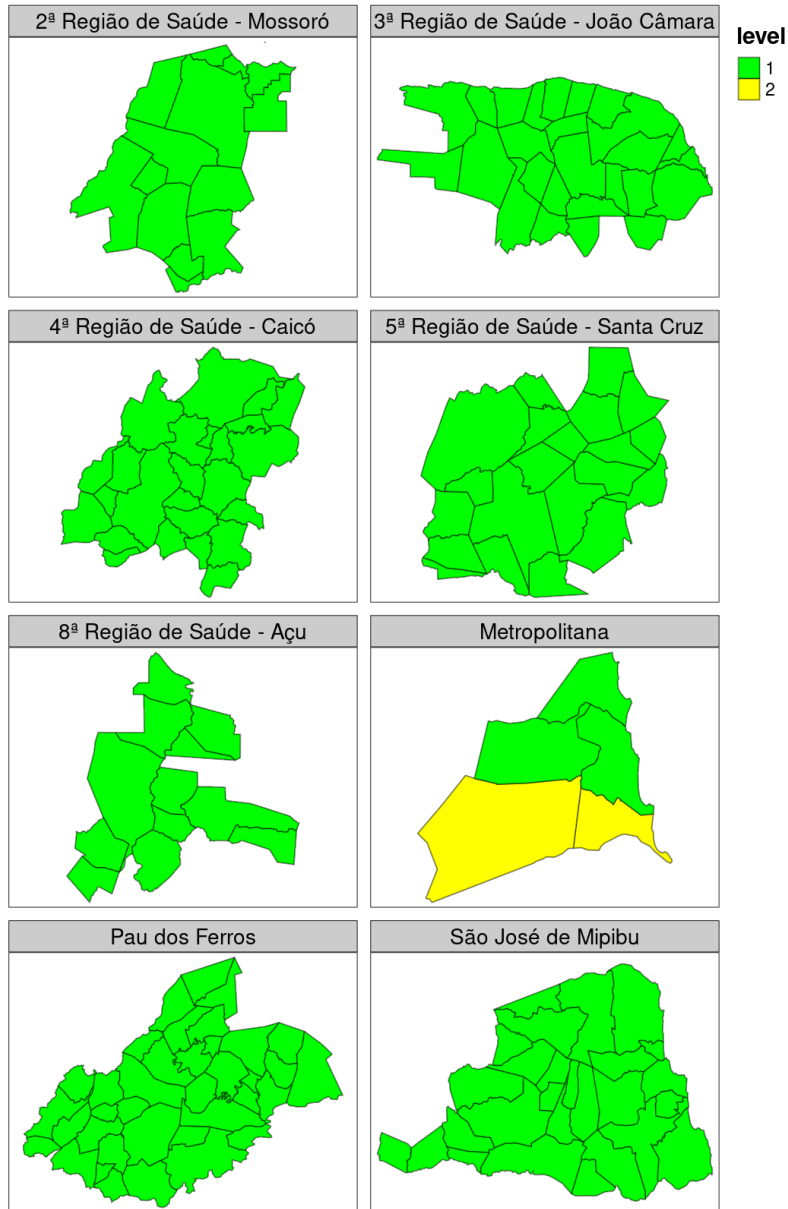 2ª Região de Saúde - Mossoró
3ª Região de Saúde - João Câmara
level
1
2
4ª Região de Saúde - Caicó
5ª Região de Saúde - Santa Cruz
8ª Região de Saúde - Açu
Metropolitana
Pau dos Ferros
São José de Mipibu